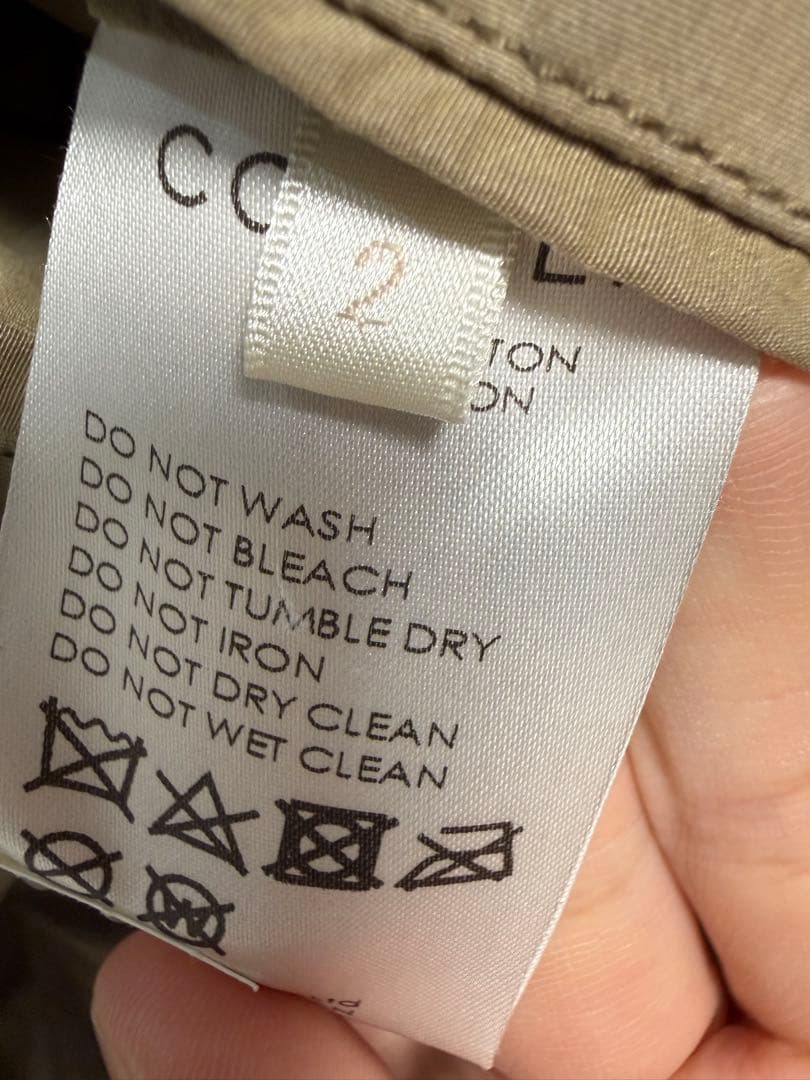 2
DO NOT WASH
DO NOT BLEACH
DO NOT TUMBLE DRY
DO NOT IRON
DO NOT DRY CLEAN
DO NOT WET CLEAN